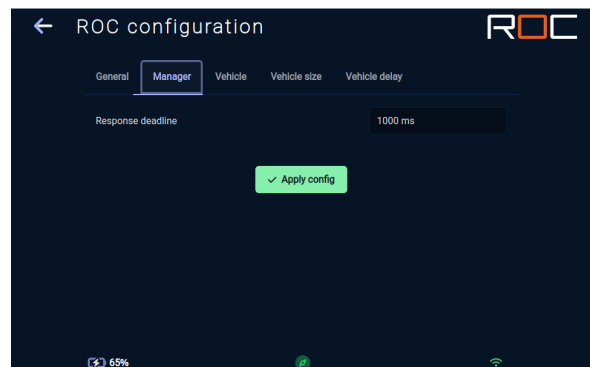 ROC configuration
ROC
General Manager Vehicle Vehicle size Vehicle delay
Response deadline 1000 ms
Apply config
65%